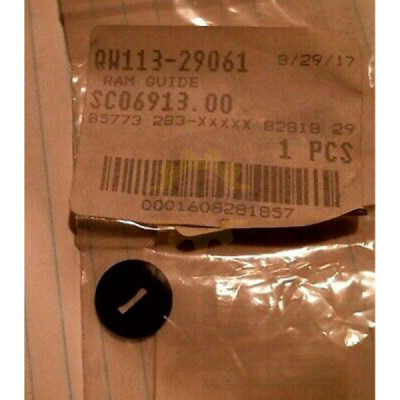 QW113-29061 8/29/17
RAM GUIDE
SC06913.00
85773 283-XXXXX 82818 29
1 PCS
0001608281857